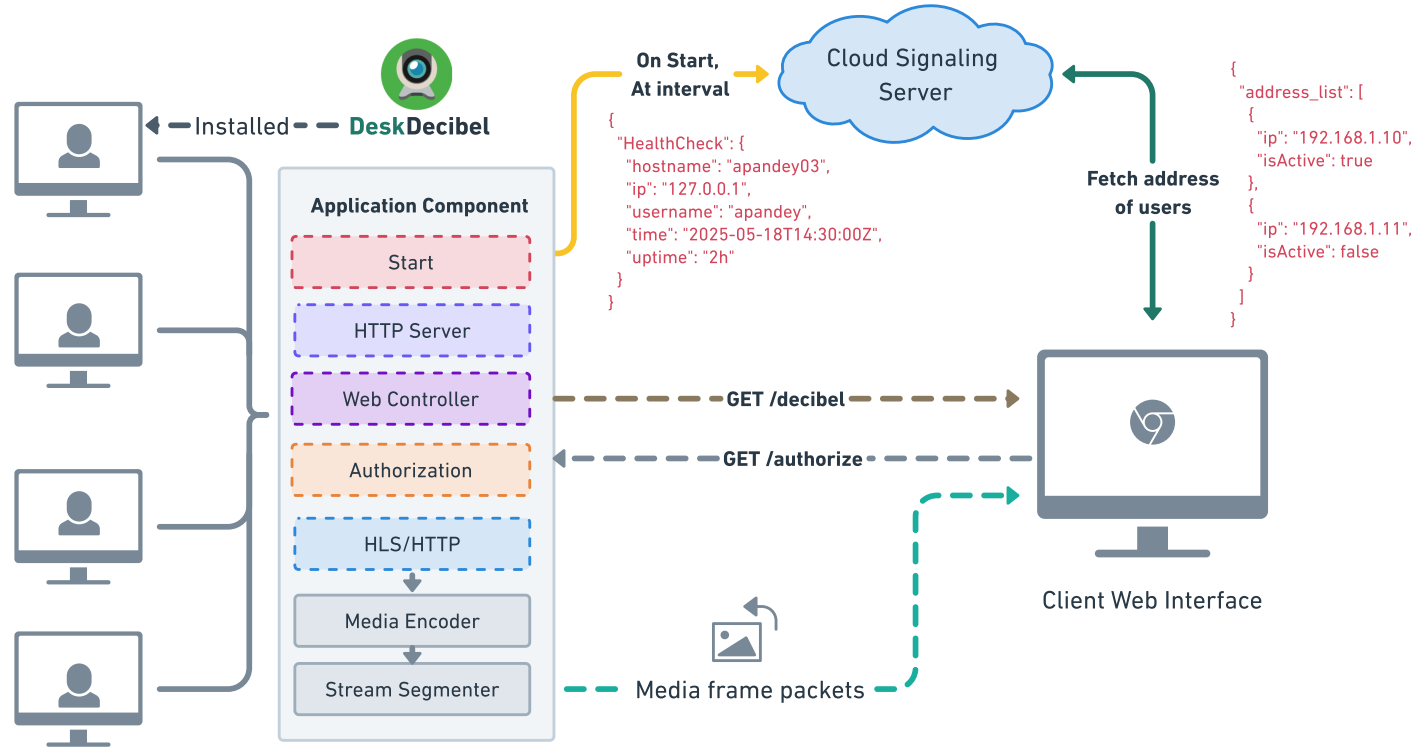 Installed
DeskDecibel
Application Component
Start
HTTP Server
Web Controller
Authorization
HLS/HTTP
Media Encoder
Stream Segmenter
On Start,
At interval
{
"HealthCheck": {
"hostname": "apandey03",
"ip": "127.0.0.1",
"username": "apandey",
"time": "2025-05-18T14:30:00Z",
"uptime": "2h"
}
}
Cloud Signaling
Server
Fetch address
of users
{
"address_list": [
{
"ip": "192.168.1.10",
"isActive": true
},
{
"ip": "192.168.1.11",
"isActive": false
}
]
}
GET /decibel
GET /authorize
Media frame packets
Client Web Interface